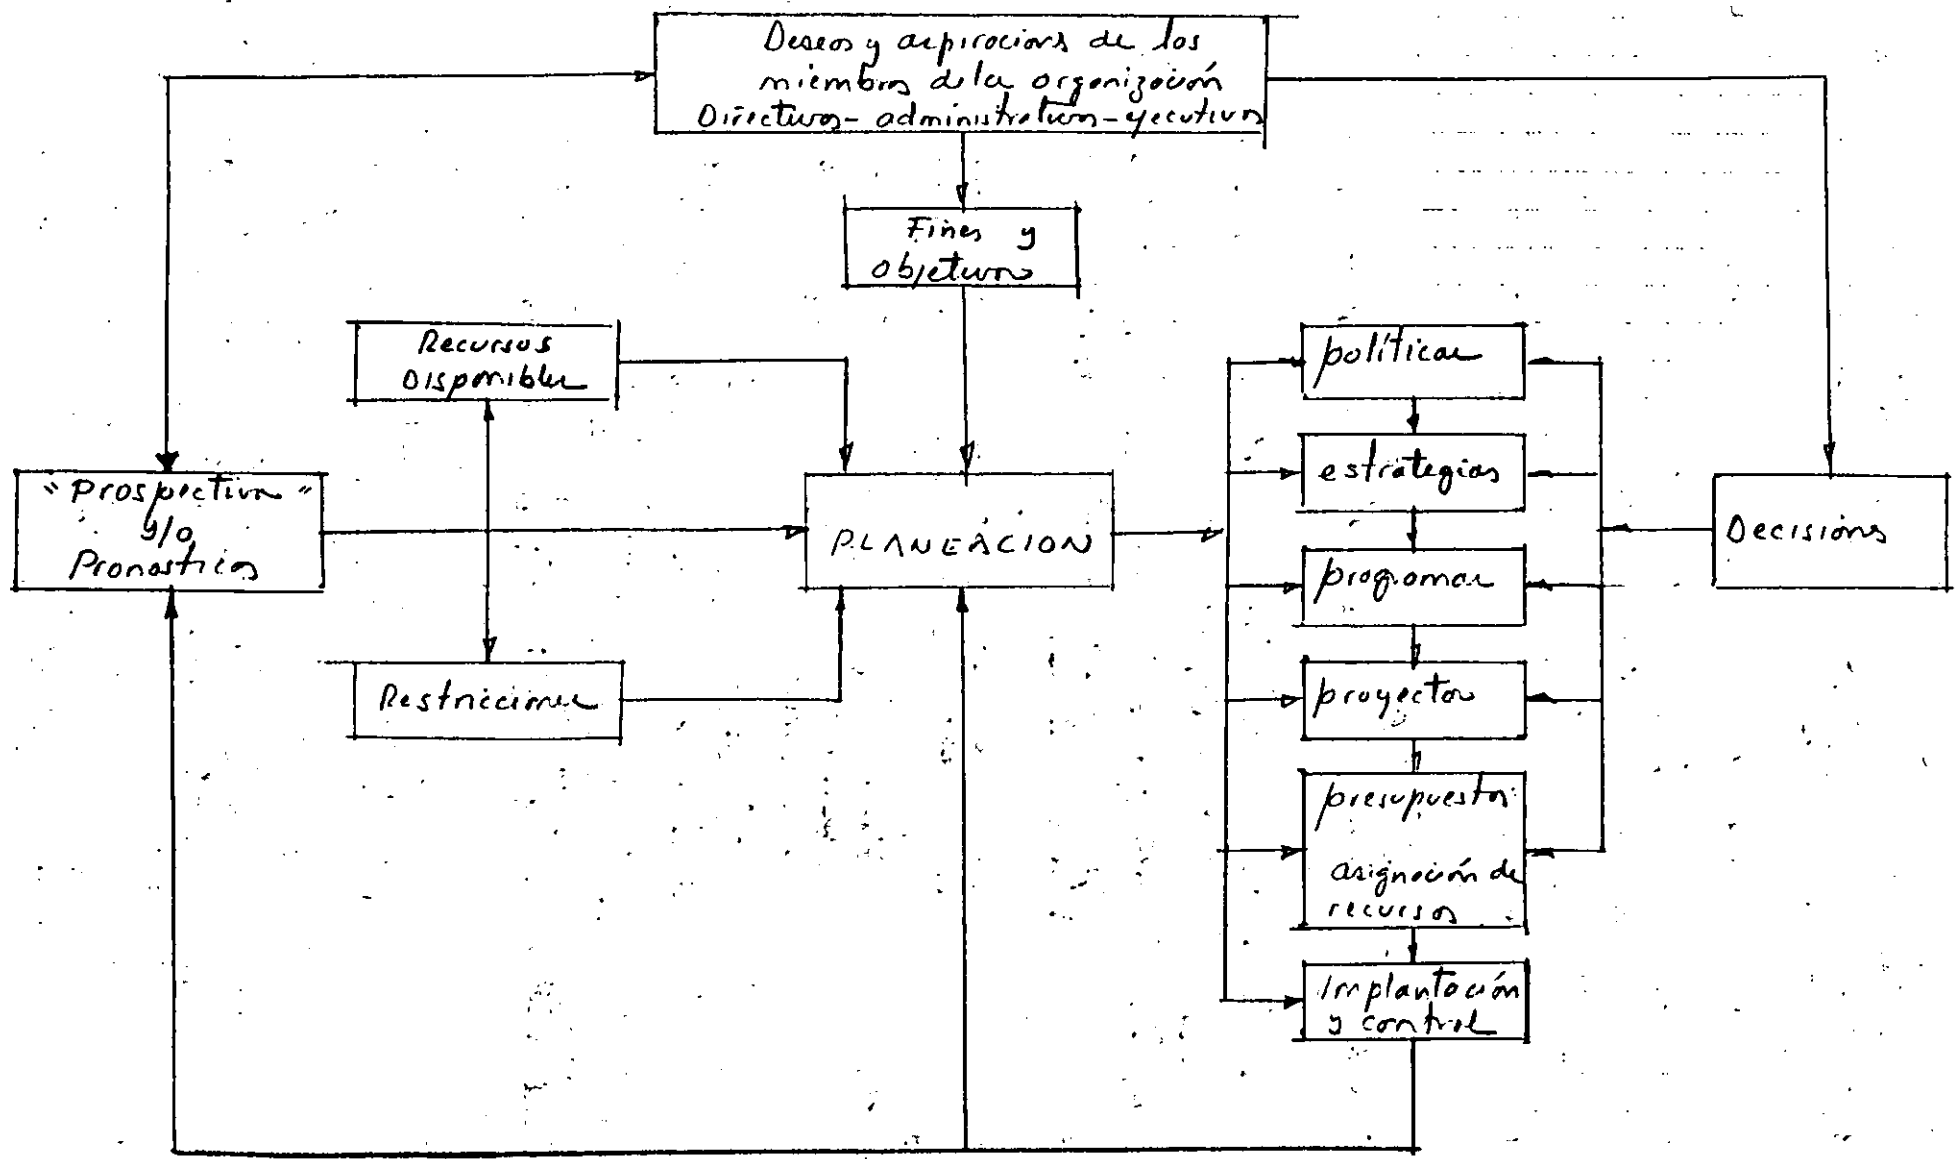 Deseos y aspiraciones de los
miembros de la organización
Directivos - administrativos - ejecutivos
Fines y
objetivos
Recursos
Disponibles
políticas
estrategias
"Prospectiva"
y/o
Pronosticos
PLANEACION
Decisiones
programas
Restricciones
proyectos
presupuestos
asignación de
recursos
Implantación
y control